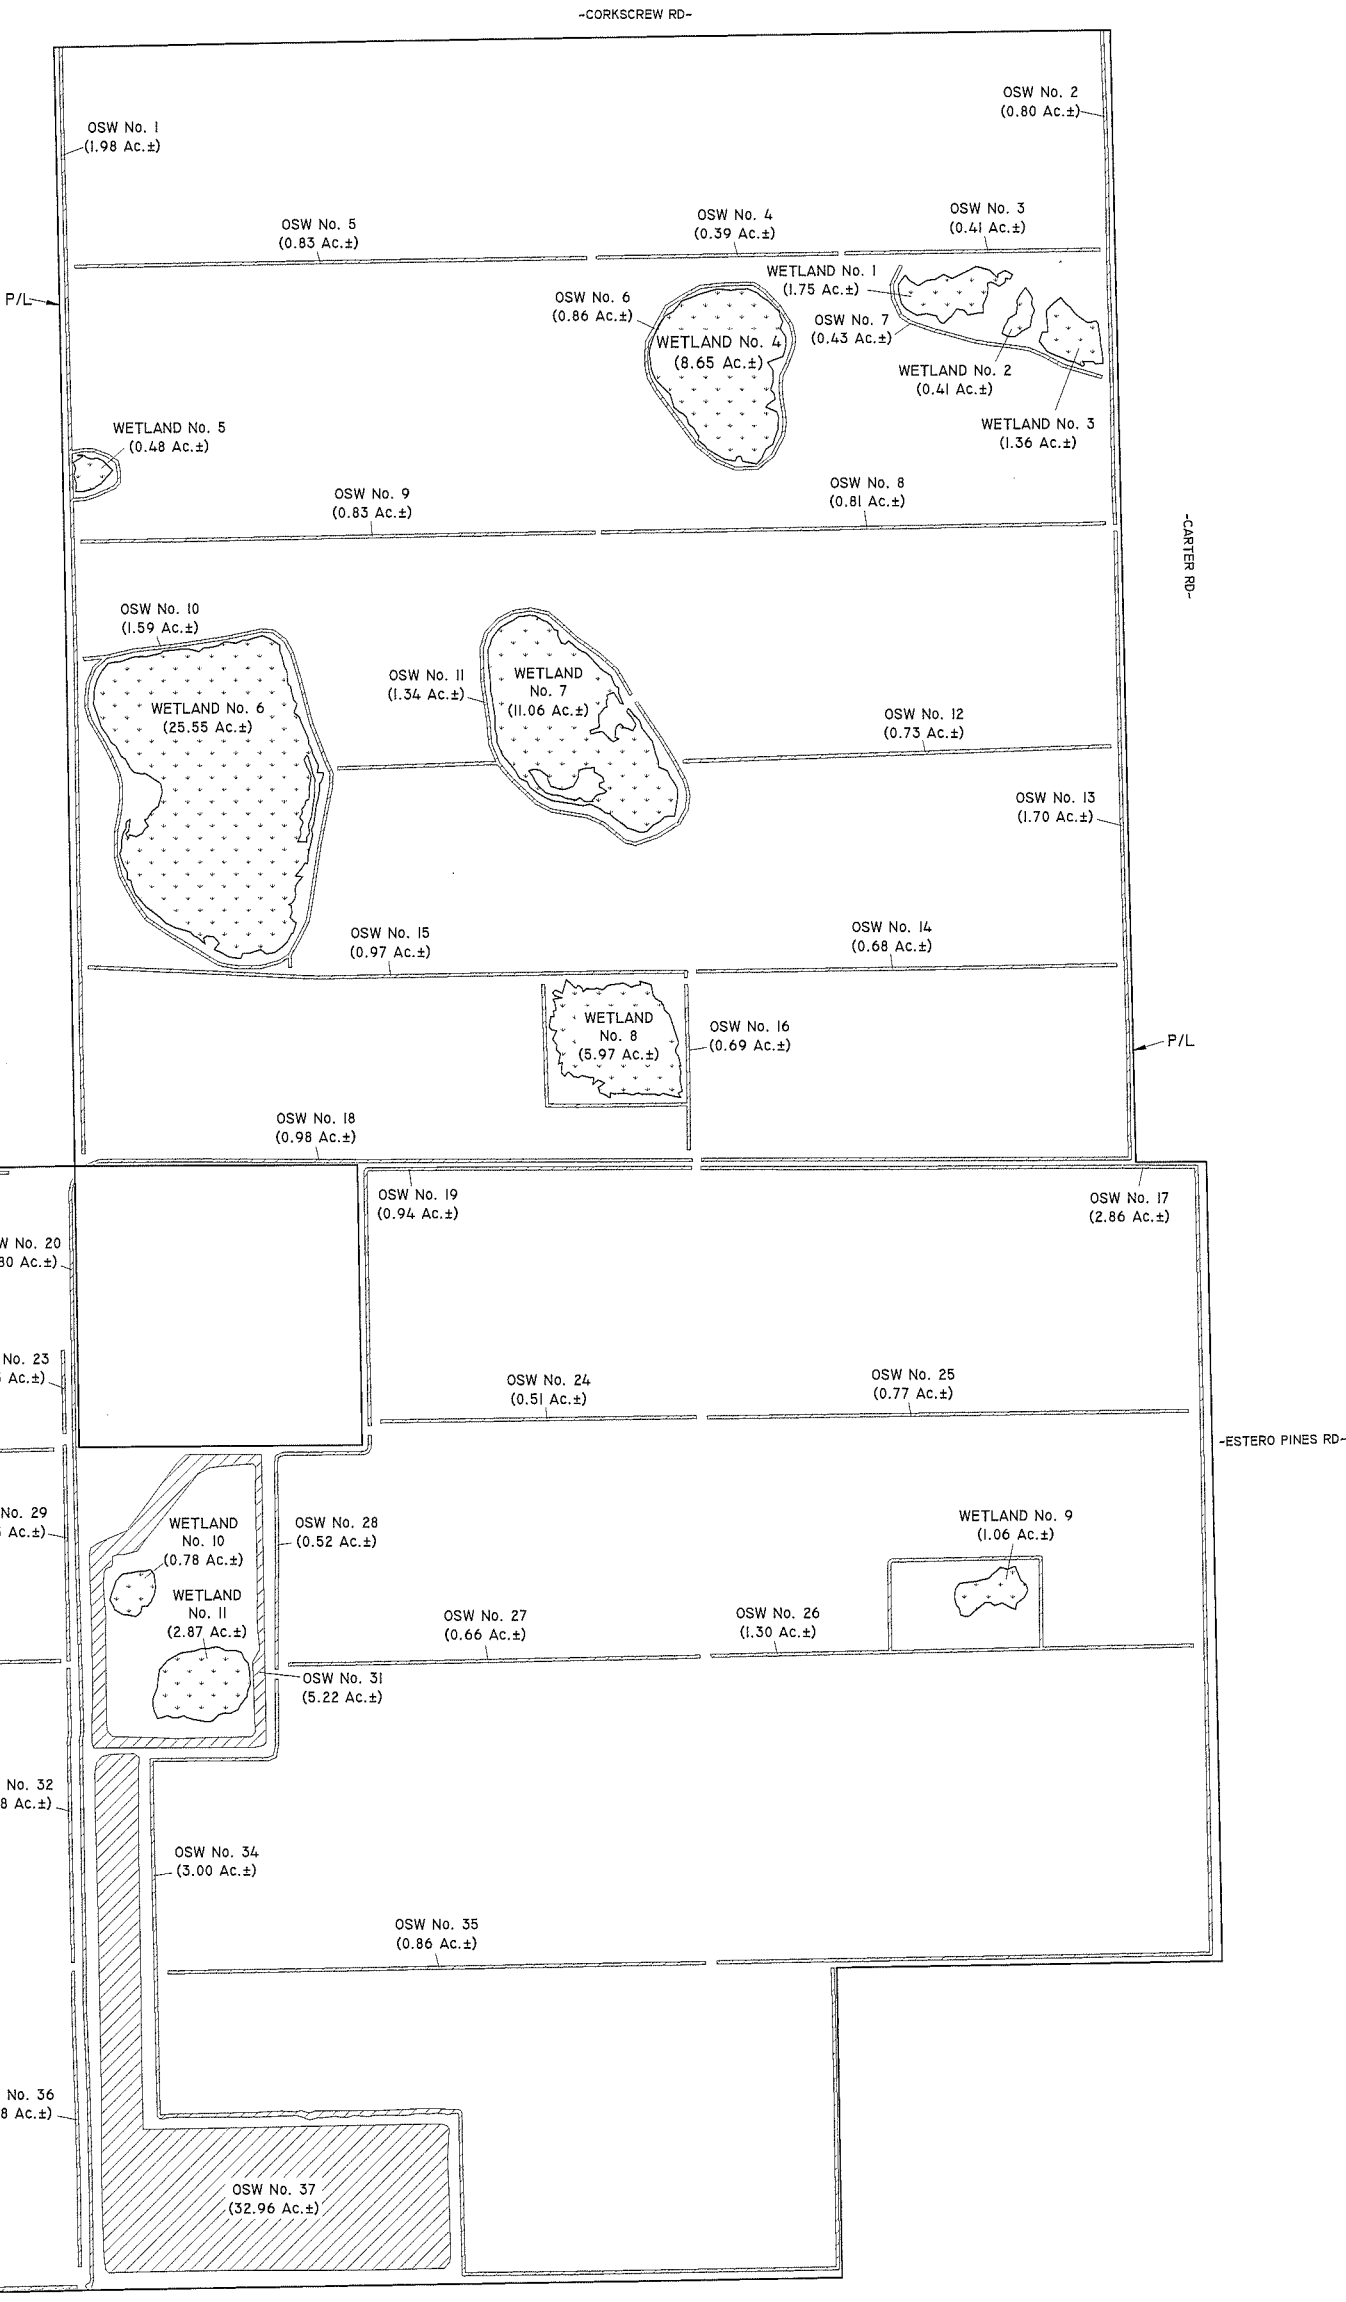 -CORKSCREW RD-
OSW No. 2
(0.80 Ac.±)
OSW No. 1
(1.98 Ac.±)
OSW No. 3
(0.41 Ac.±)
OSW No. 4
(0.39 Ac.±)
OSW No. 5
(0.83 Ac.±)
WETLAND No. 1
(1.75 Ac.±)
P/L
OSW No. 6
(0.86 Ac.±)
OSW No. 7
(0.43 Ac.±)
WETLAND No. 4
(8.65 Ac.±)
WETLAND No. 2
(0.41 Ac.±)
WETLAND No. 3
(1.36 Ac.±)
WETLAND No. 5
(0.48 Ac.±)
OSW No. 8
(0.81 Ac.±)
OSW No. 9
(0.83 Ac.±)
-CARTER RD-
OSW No. 10
(1.59 Ac.±)
OSW No. 11
(1.34 Ac.±)
WETLAND
No. 7
(11.06 Ac.±)
WETLAND No. 6
(25.55 Ac.±)
OSW No. 12
(0.73 Ac.±)
OSW No. 13
(1.70 Ac.±)
OSW No. 14
(0.68 Ac.±)
OSW No. 15
(0.97 Ac.±)
WETLAND
No. 8
(5.97 Ac.±)
OSW No. 16
(0.69 Ac.±)
P/L
OSW No. 18
(0.98 Ac.±)
OSW No. 19
(0.94 Ac.±)
OSW No. 17
(2.86 Ac.±)
W No. 20
80 Ac.±)
No. 23
Ac.±)
OSW No. 24
(0.51 Ac.±)
OSW No. 25
(0.77 Ac.±)
-ESTERO PINES RD-
No. 29
Ac.±)
WETLAND
No. 10
(0.78 Ac.±)
OSW No. 28
(0.52 Ac.±)
WETLAND No. 9
(1.06 Ac.±)
WETLAND
No. 11
(2.87 Ac.±)
OSW No. 27
(0.66 Ac.±)
OSW No. 26
(1.30 Ac.±)
OSW No. 31
(5.22 Ac.±)
No. 32
8 Ac.±)
OSW No. 34
(3.00 Ac.±)
OSW No. 35
(0.86 Ac.±)
No. 36
8 Ac.±)
OSW No. 37
(32.96 Ac.±)